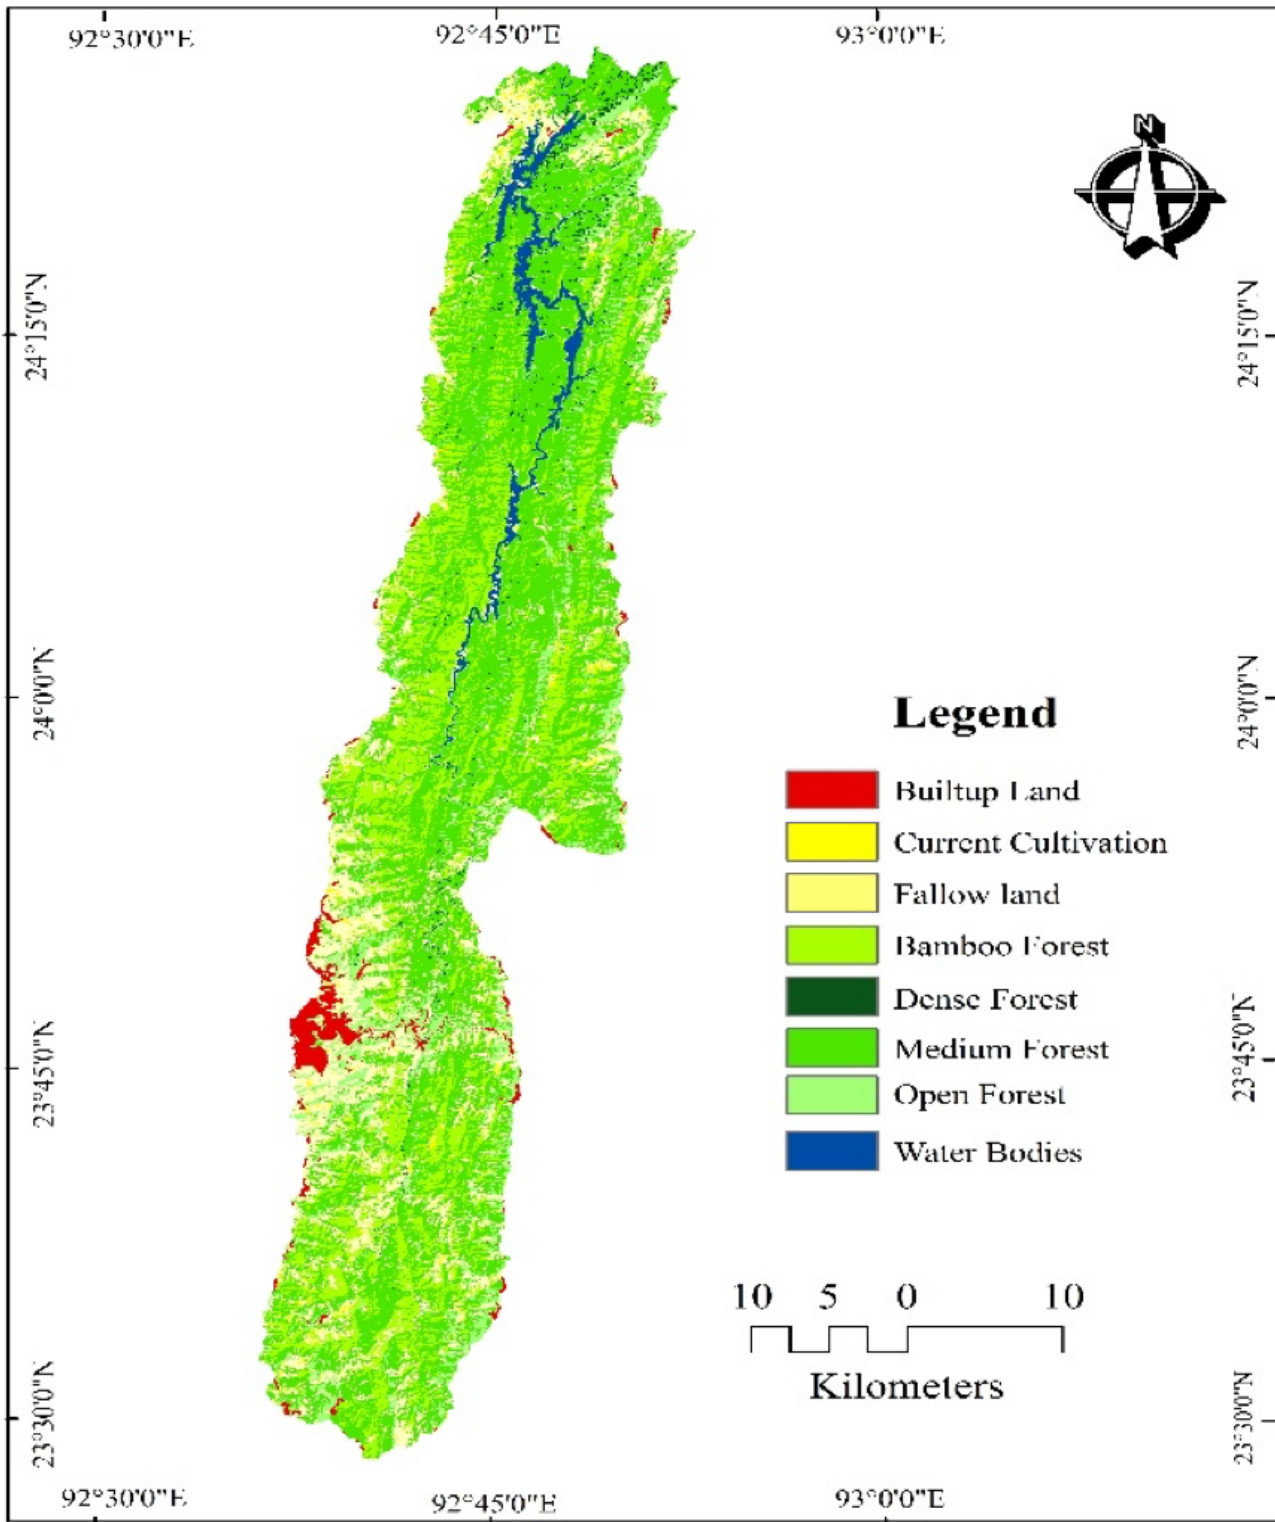 92°30'0"E 92°45'0"E 93°0'0"E
N
24°15'0"N 24°15'0"N
24°0'0"N 24°0'0"N
Legend
Builtup Land
Current Cultivation
Fallow land
Bamboo Forest
Dense Forest
Medium Forest
Open Forest
Water Bodies
23°45'0"N 23°45'0"N
10 5 0 10
Kilometers
23°30'0"N 23°30'0"N
92°30'0"E 92°45'0"E 93°0'0"E